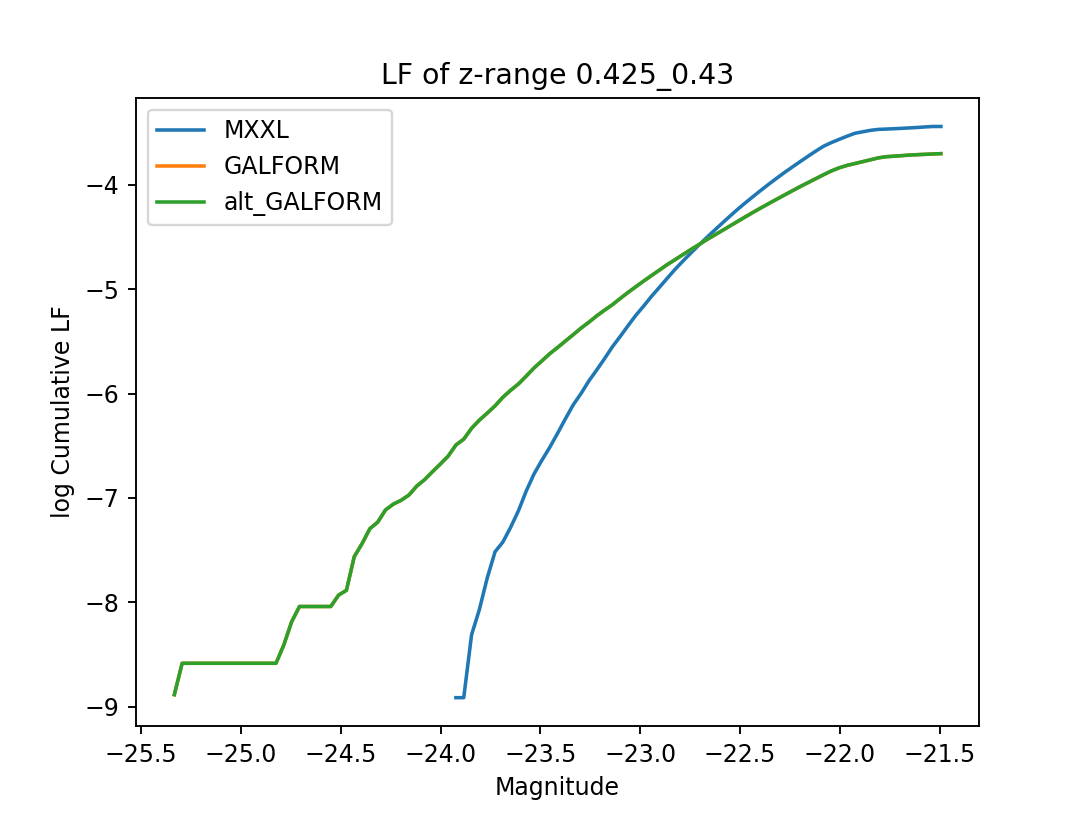 LF of z-range 0.425_0.43
MXXL
GALFORM
alt_GALFORM
log Cumulative LF
−4
−5
−6
−7
−8
−9
−25.5 −25.0 −24.5 −24.0 −23.5 −23.0 −22.5 −22.0 −21.5
Magnitude